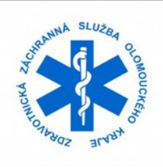 ZDRAVOTNICKÁ ZÁCHRANNÁ SLUŽBA OLOMOUCKÉHO KRAJE